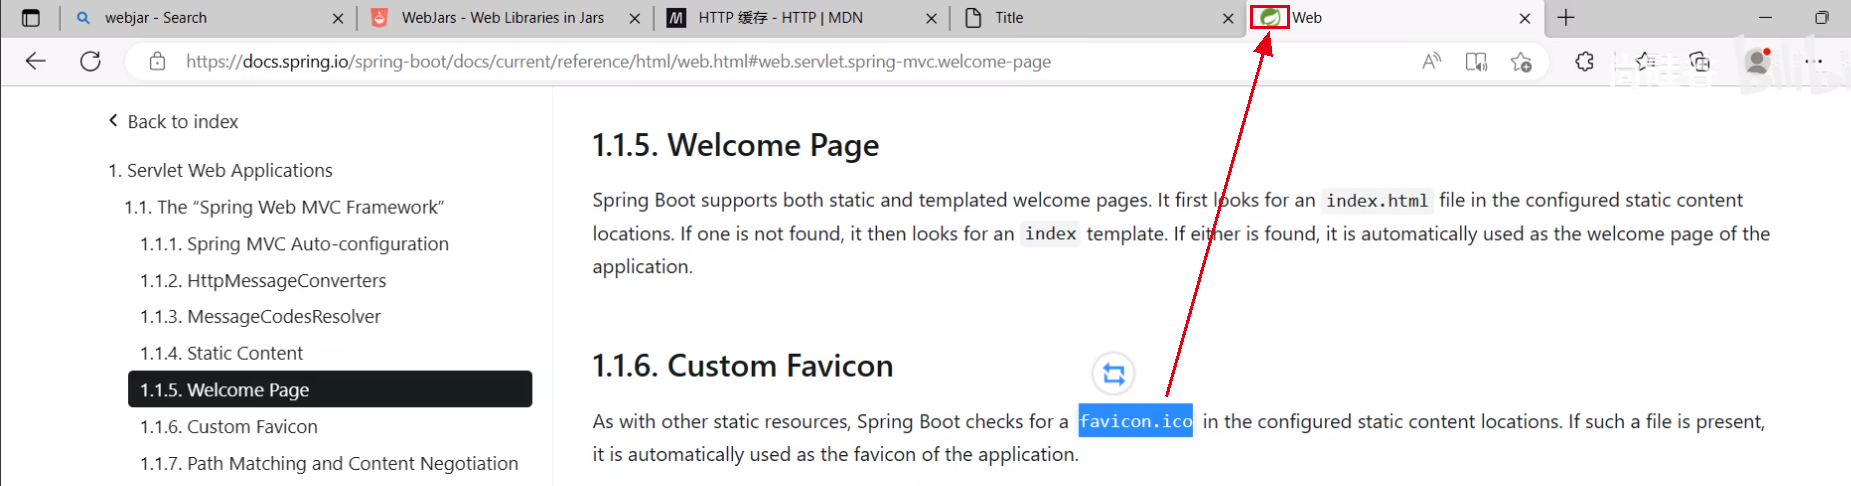 webjar - Search
WebJars - Web Libraries in Jars
HTTP 缓存 - HTTP | MDN
Title
Web
https://docs.spring.io/spring-boot/docs/current/reference/html/web.html#web.servlet.spring-mvc.welcome-page
Back to index
1. Servlet Web Applications
1.1. The “Spring Web MVC Framework”
1.1.1. Spring MVC Auto-configuration
1.1.2. HttpMessageConverters
1.1.3. MessageCodesResolver
1.1.4. Static Content
1.1.5. Welcome Page
1.1.6. Custom Favicon
1.1.7. Path Matching and Content Negotiation
1.1.5. Welcome Page
Spring Boot supports both static and templated welcome pages. It first looks for an index.html file in the configured static content
locations. If one is not found, it then looks for an index template. If either is found, it is automatically used as the welcome page of the
application.
1.1.6. Custom Favicon
As with other static resources, Spring Boot checks for a favicon.ico in the configured static content locations. If such a file is present,
it is automatically used as the favicon of the application.